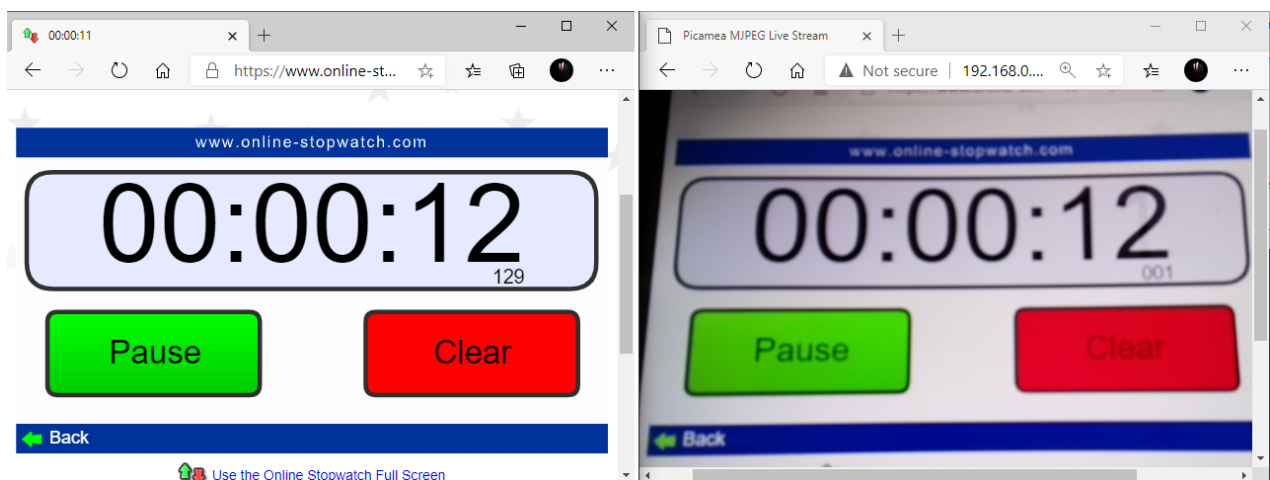 00:00:11
https://www.online-st...
www.online-stopwatch.com
00:00:12
129
Pause
Clear
Back
Use the Online Stopwatch Full Screen
Picamea MJPEG Live Stream
Not secure
192.168.0....
www.online-stopwatch.com
00:00:12
001
Pause
Clear
Back